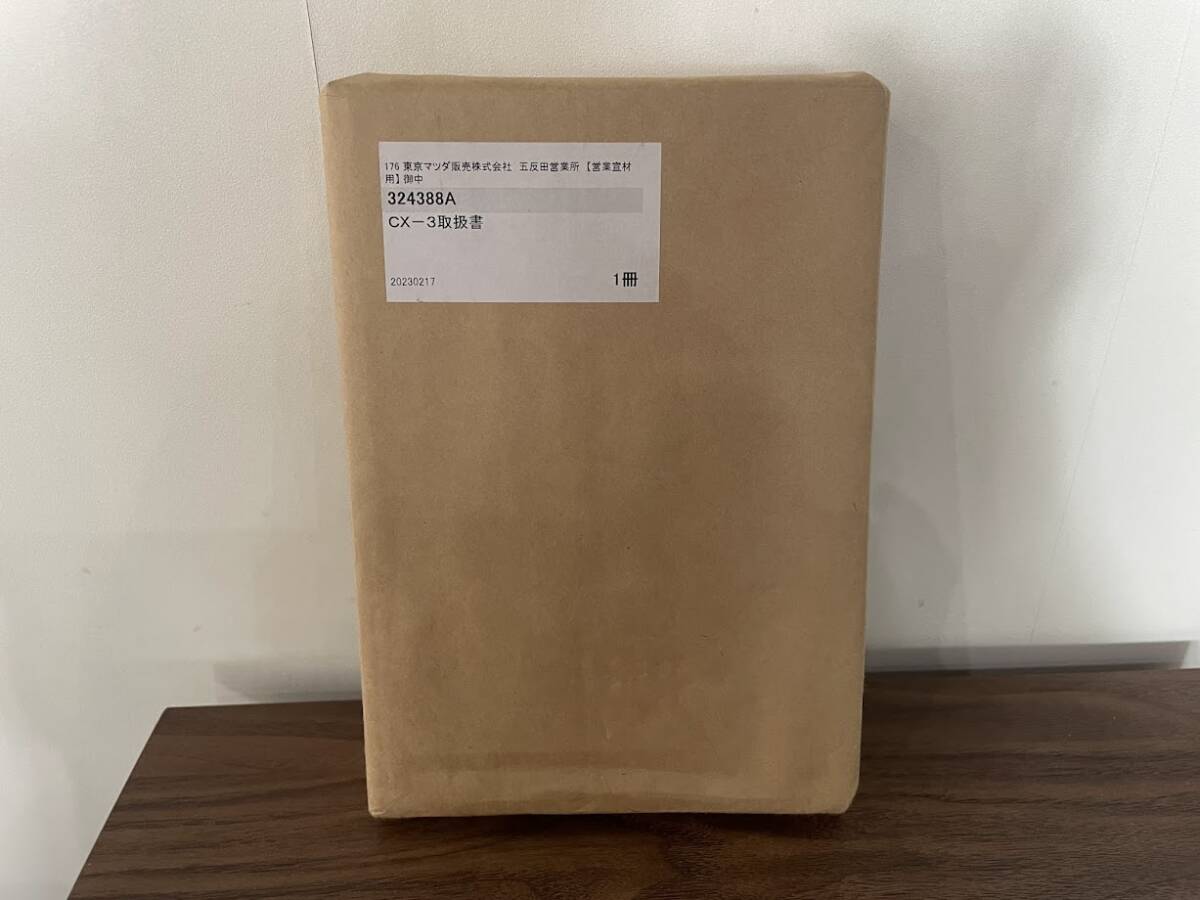 176 東京マツダ販売株式会社 五反田営業所 【営業宣材
用】御中
324388A
CX－3取扱書
20230217 1冊